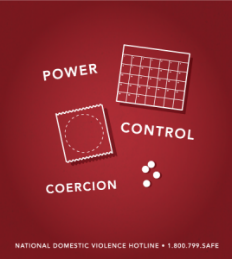 POWER
CONTROL
COERCION
NATIONAL DOMESTIC VIOLENCE HOTLINE • 1.800.799.SAFE